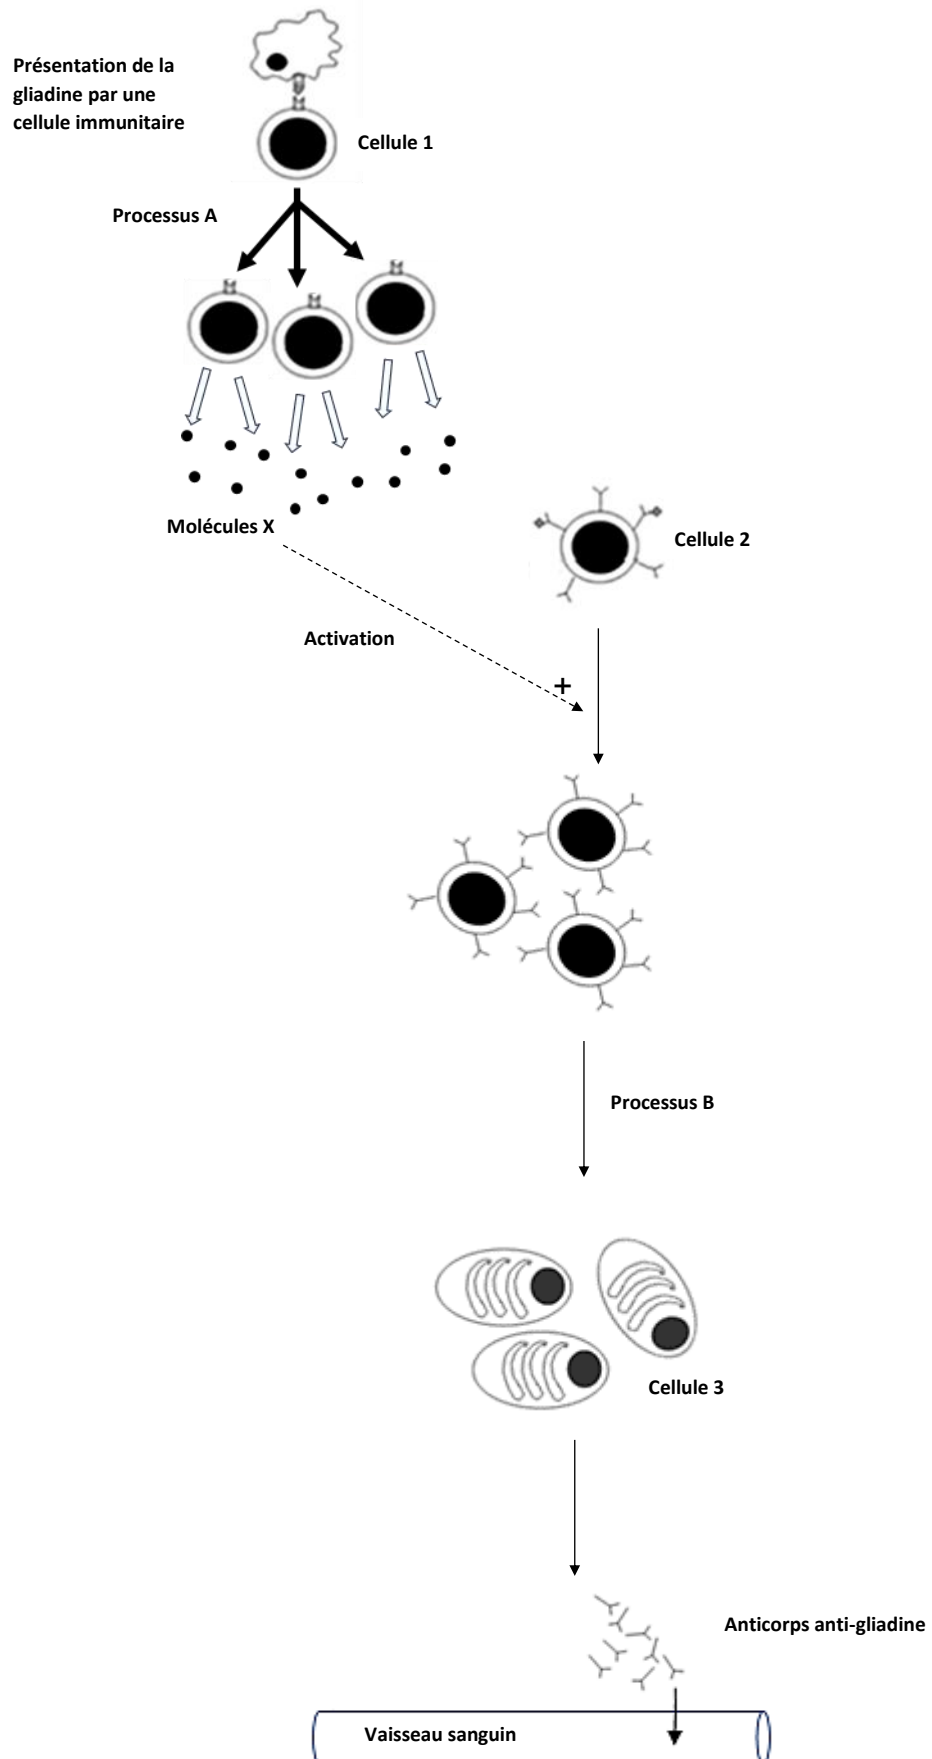 Présentation de la
gliadine par une
cellule immunitaire
Cellule 1
Processus A
Molécules X
Cellule 2
Activation
+
Processus B
Cellule 3
Anticorps anti-gliadine
Vaisseau sanguin